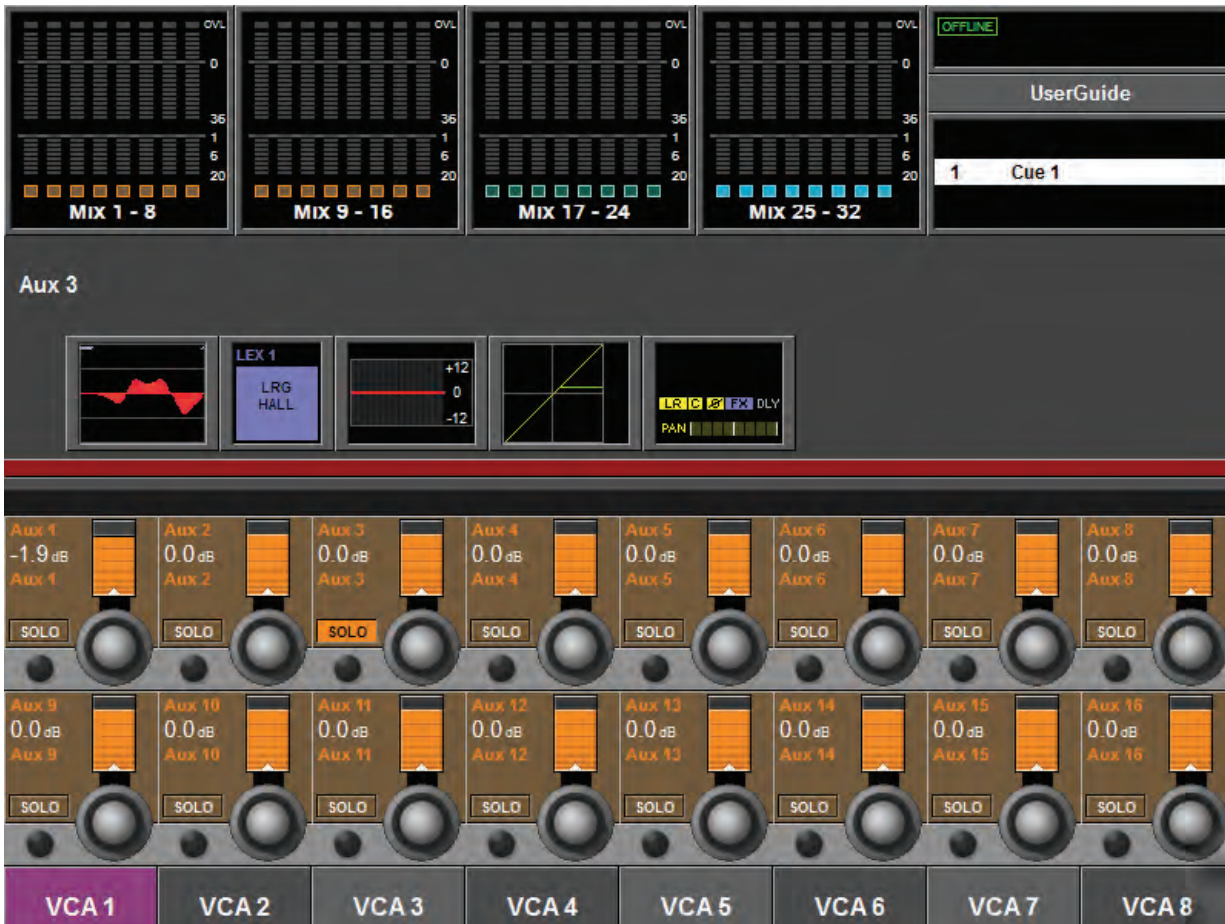 OVL
0
36
1
6
20
Mix 1 - 8
OVL
0
36
1
6
20
Mix 9 - 16
OVL
0
36
1
6
20
Mix 17 - 24
OVL
0
36
1
6
20
Mix 25 - 32
OFFLINE
UserGuide
1 Cue 1
Aux 3
LEX 1
LRG
HALL
+12
0
-12
LR C Ø FX DLY
PAN
Aux 1
-1.9 dB
Aux 1
SOLO
Aux 2
0.0 dB
Aux 2
SOLO
Aux 3
0.0 dB
Aux 3
SOLO
Aux 4
0.0 dB
Aux 4
SOLO
Aux 5
0.0 dB
Aux 5
SOLO
Aux 6
0.0 dB
Aux 6
SOLO
Aux 7
0.0 dB
Aux 7
SOLO
Aux 8
0.0 dB
Aux 8
SOLO
Aux 9
0.0 dB
Aux 9
SOLO
Aux 10
0.0 dB
Aux 10
SOLO
Aux 11
0.0 dB
Aux 11
SOLO
Aux 12
0.0 dB
Aux 12
SOLO
Aux 13
0.0 dB
Aux 13
SOLO
Aux 14
0.0 dB
Aux 14
SOLO
Aux 15
0.0 dB
Aux 15
SOLO
Aux 16
0.0 dB
Aux 16
SOLO
VCA 1
VCA 2
VCA 3
VCA 4
VCA 5
VCA 6
VCA 7
VCA 8